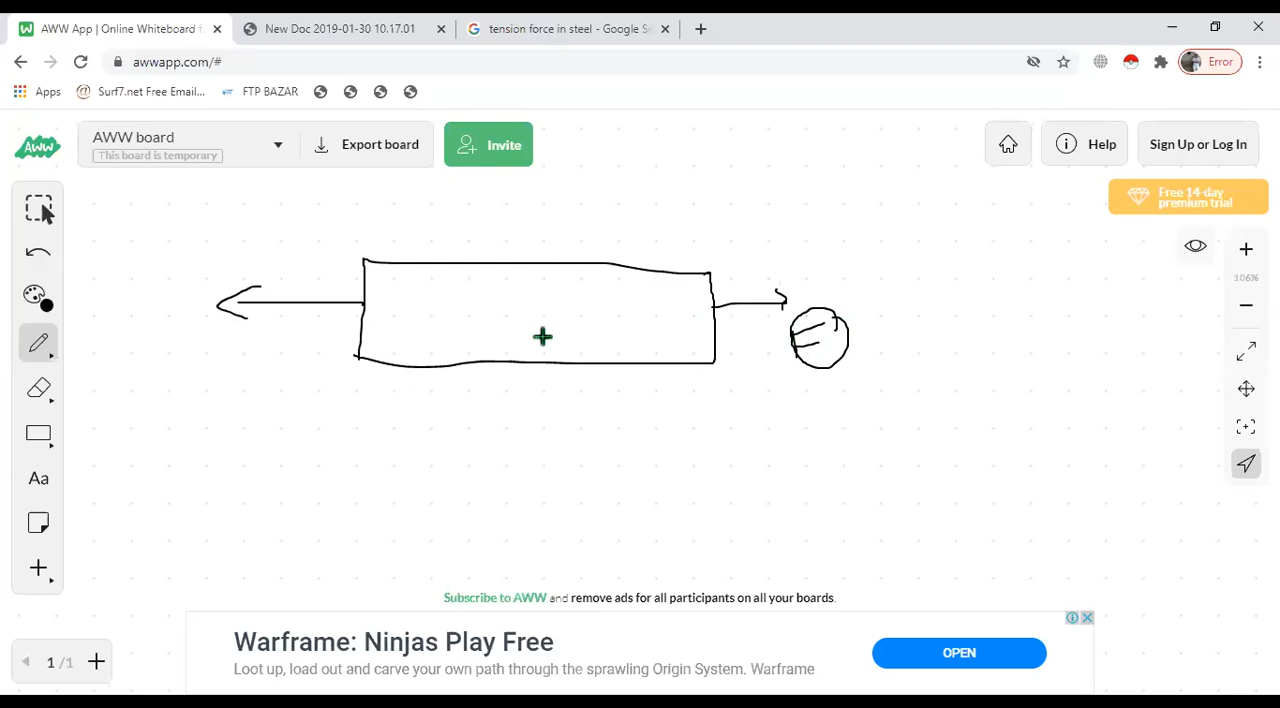 AWW App | Online Whiteboard f
New Doc 2019-01-30 10.17.01
tension force in steel - Google Se
awwapp.com/#
Error
Apps
Surf7.net Free Email...
FTP BAZAR
AWW
AWW board
This board is temporary
Export board
Invite
Help
Sign Up or Log In
Free 14-day
premium trial
106%
E
Aa
Subscribe to AWW and remove ads for all participants on all your boards.
1 /1
Warframe: Ninjas Play Free
Loot up, load out and carve your own path through the sprawling Origin System. Warframe
OPEN